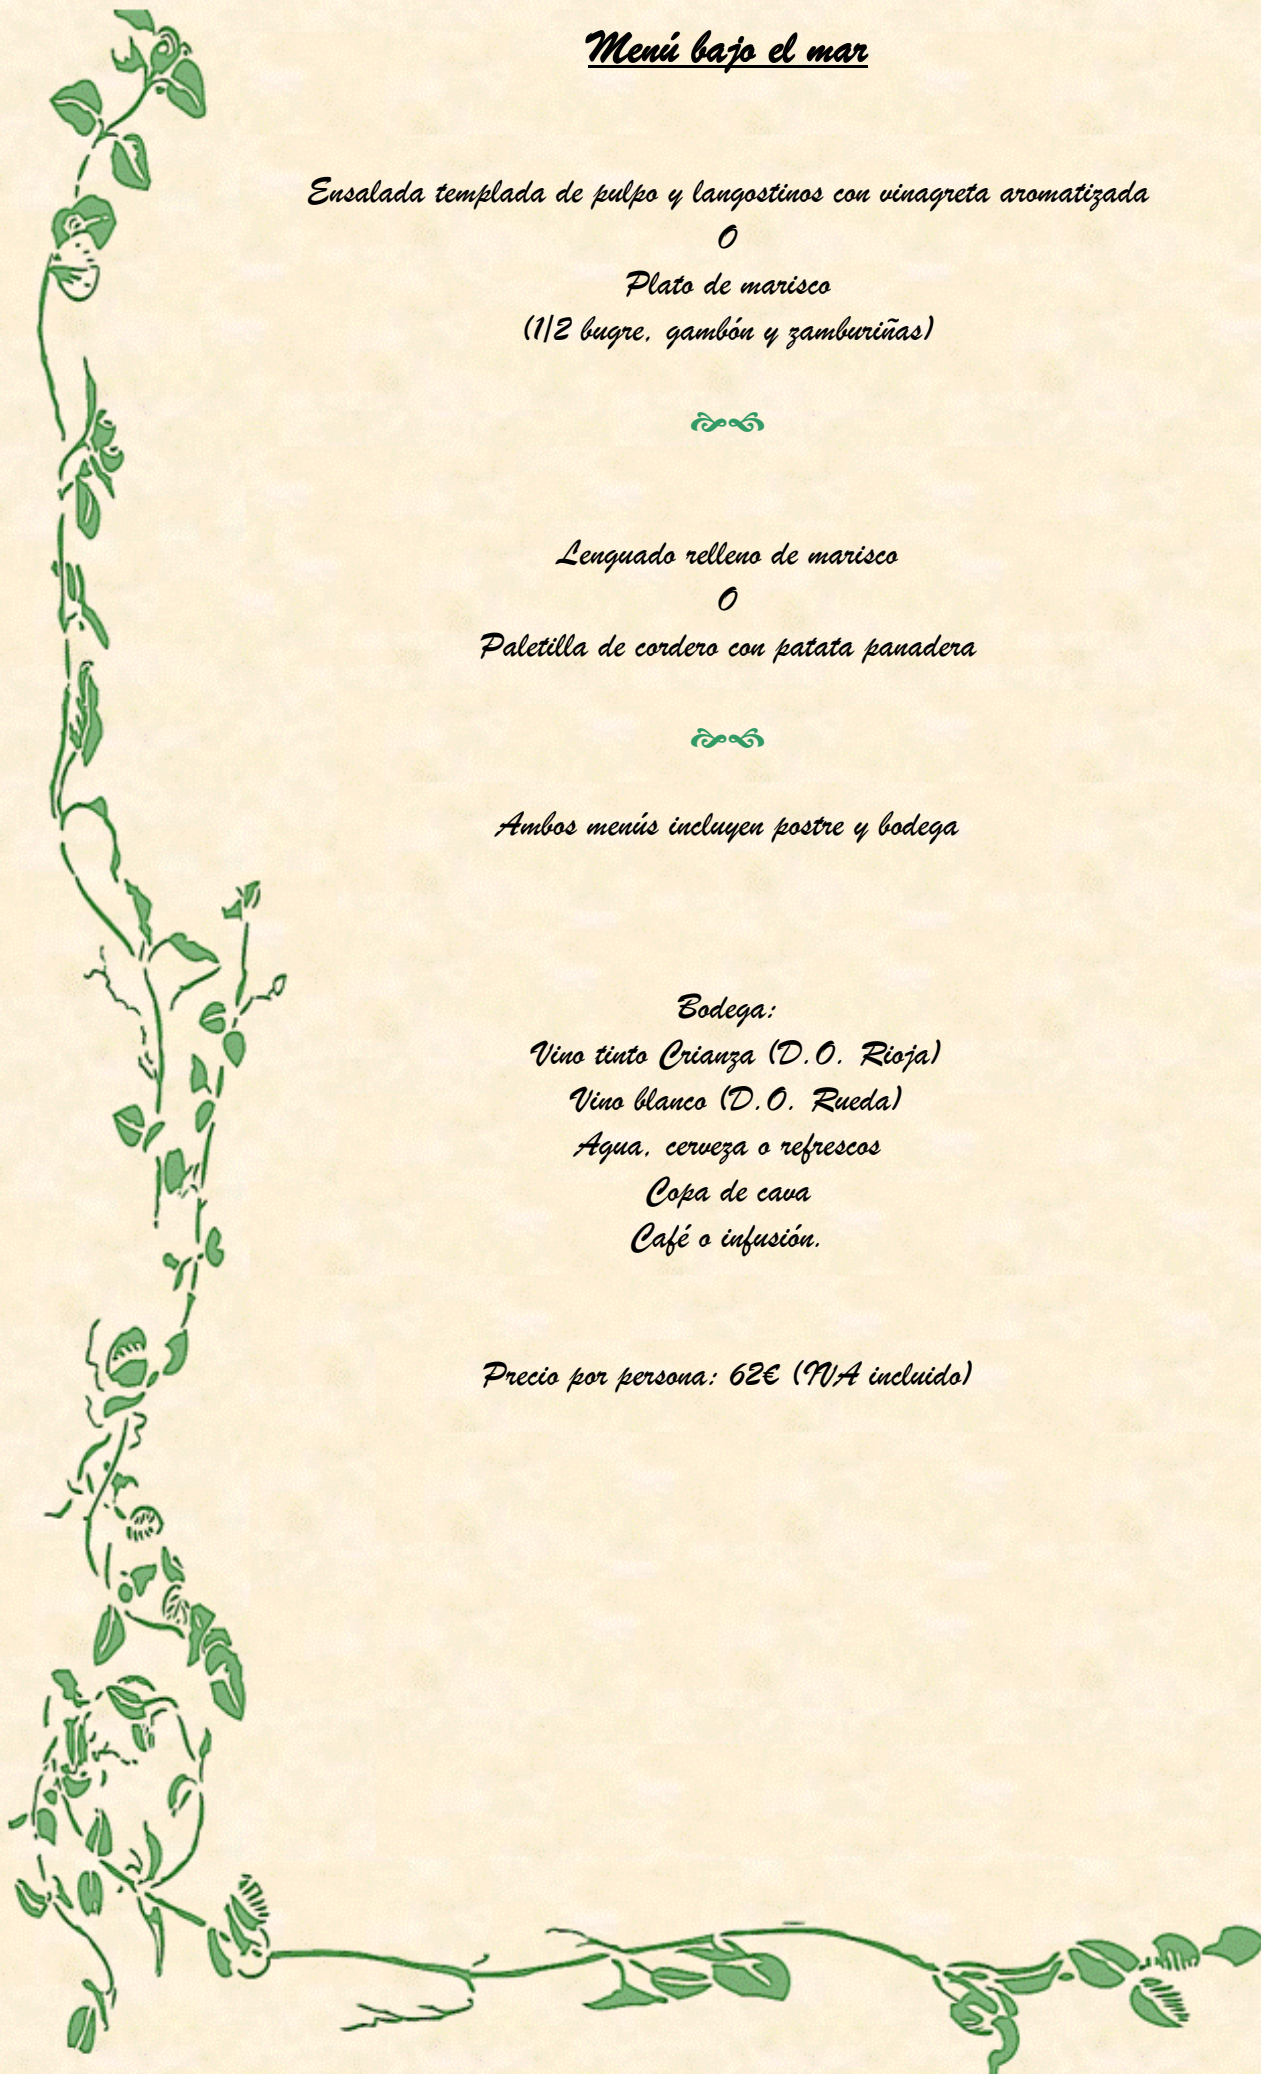 Menú bajo el mar
Ensalada templada de pulpo y langostinos con vinagreta aromatizada
O
Plato de marisco
(1/2 bugre, gambón y zamburiñas)
Lenguado relleno de marisco
O
Paletilla de cordero con patata panadera
Ambos menús incluyen postre y bodega
Bodega:
Vino tinto Crianza (D.O. Rioja)
Vino blanco (D.O. Rueda)
Agua, cerveza o refrescos
Copa de cava
Café o infusión.
Precio por persona: 62€ (IVA incluido)